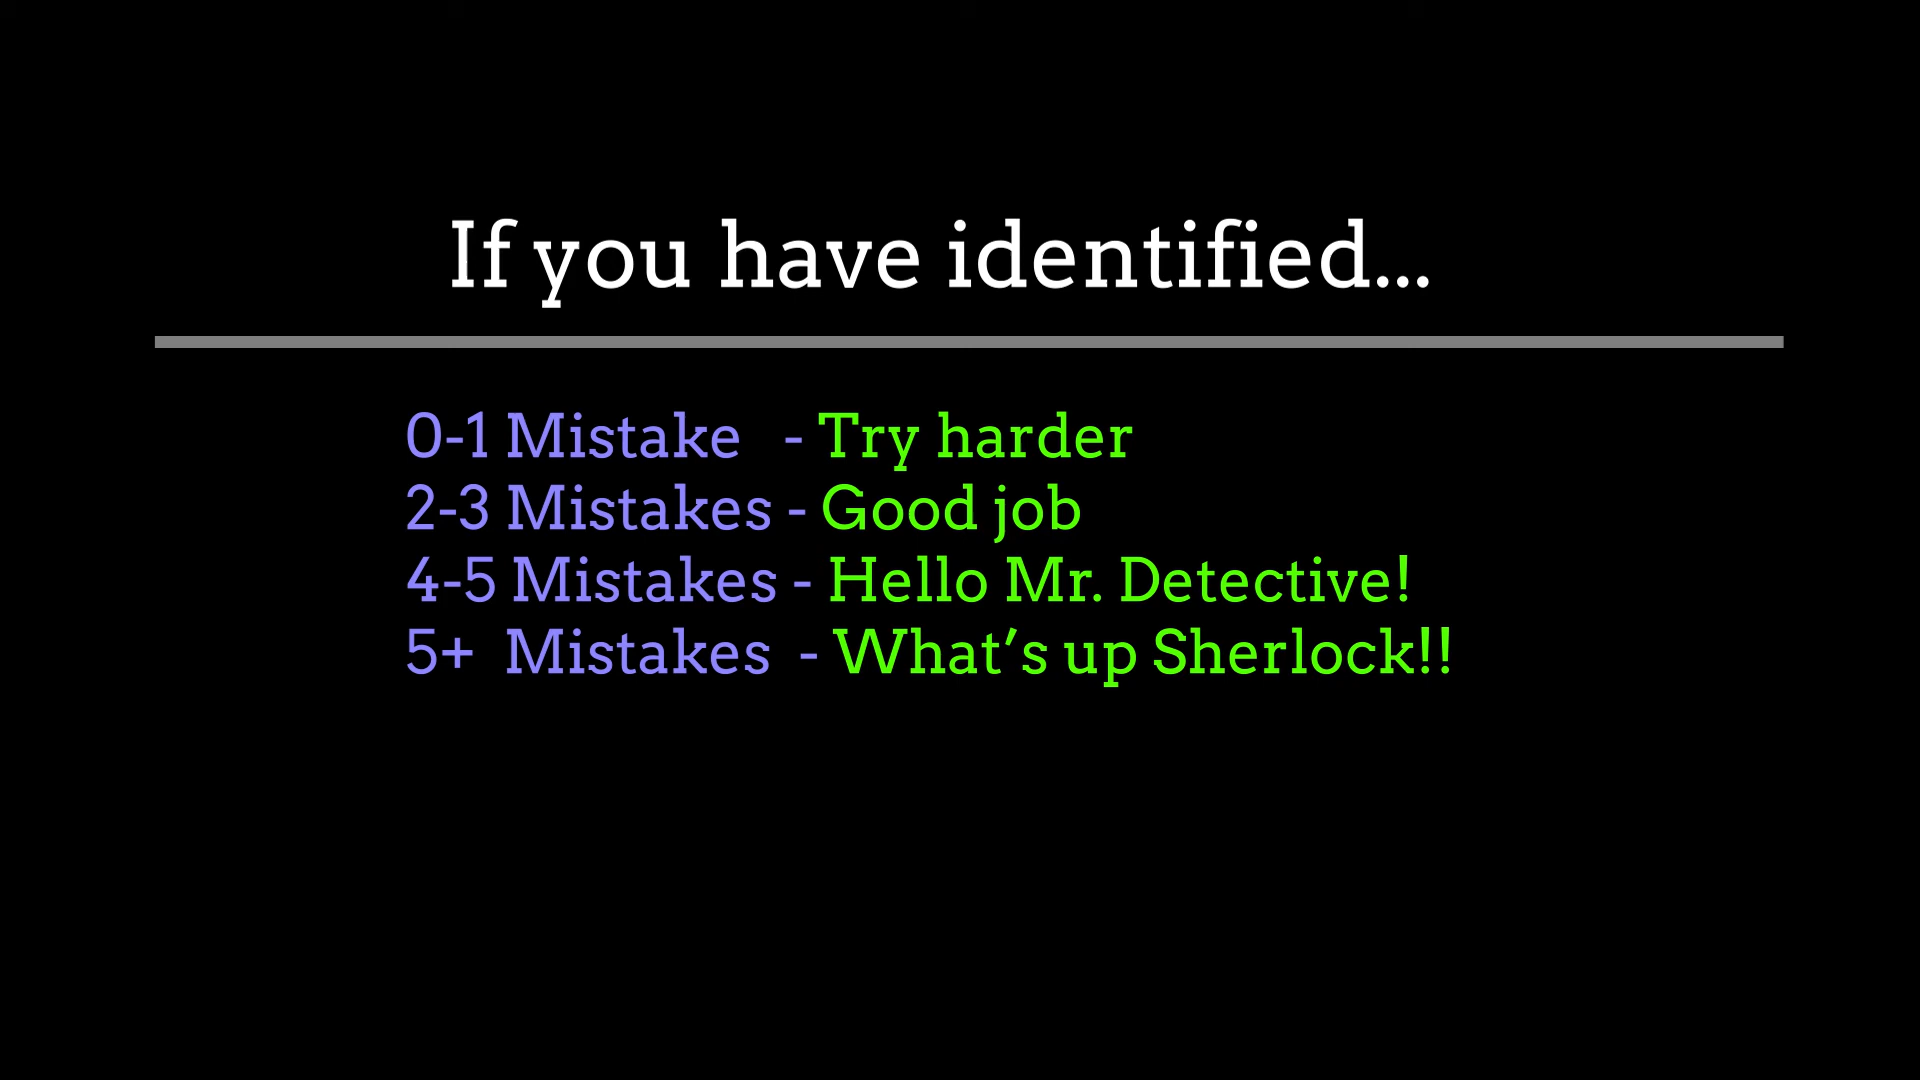 If you have identified...
0-1 Mistake - Try harder
2-3 Mistakes - Good job
4-5 Mistakes - Hello Mr. Detective!
5+ Mistakes - What's up Sherlock!!